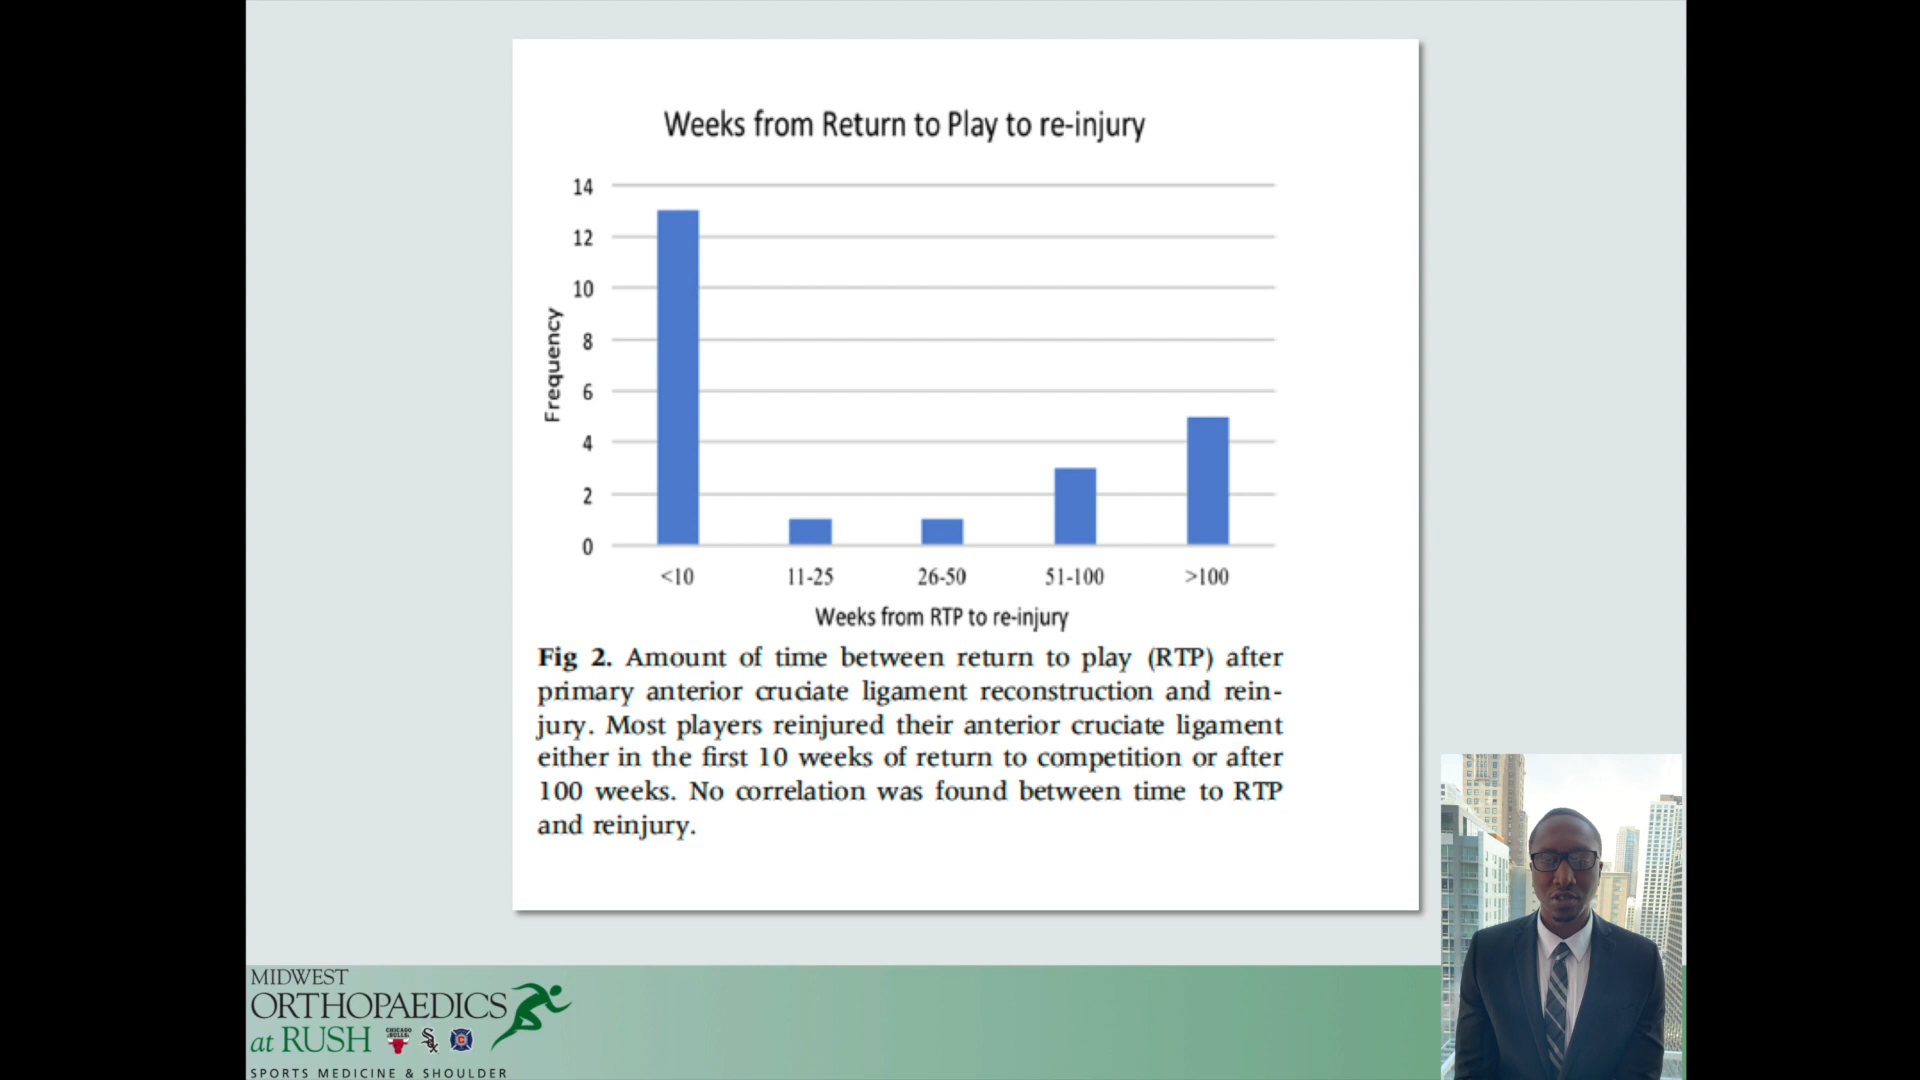 Weeks from Return to Play to re-injury
14
12
10
8
6
4
2
0
Frequency
<10 11-25 26-50 51-100 >100
Weeks from RTP to re-injury
Fig 2. Amount of time between return to play (RTP) after
primary anterior cruciate ligament reconstruction and rein-
jury. Most players reinjured their anterior cruciate ligament
either in the first 10 weeks of return to competition or after
100 weeks. No correlation was found between time to RTP
and reinjury.
MIDWEST
ORTHOPAEDICS
at RUSH
CHICAGO
BULLS
Sox
C
SPORTS MEDICINE & SHOULDER